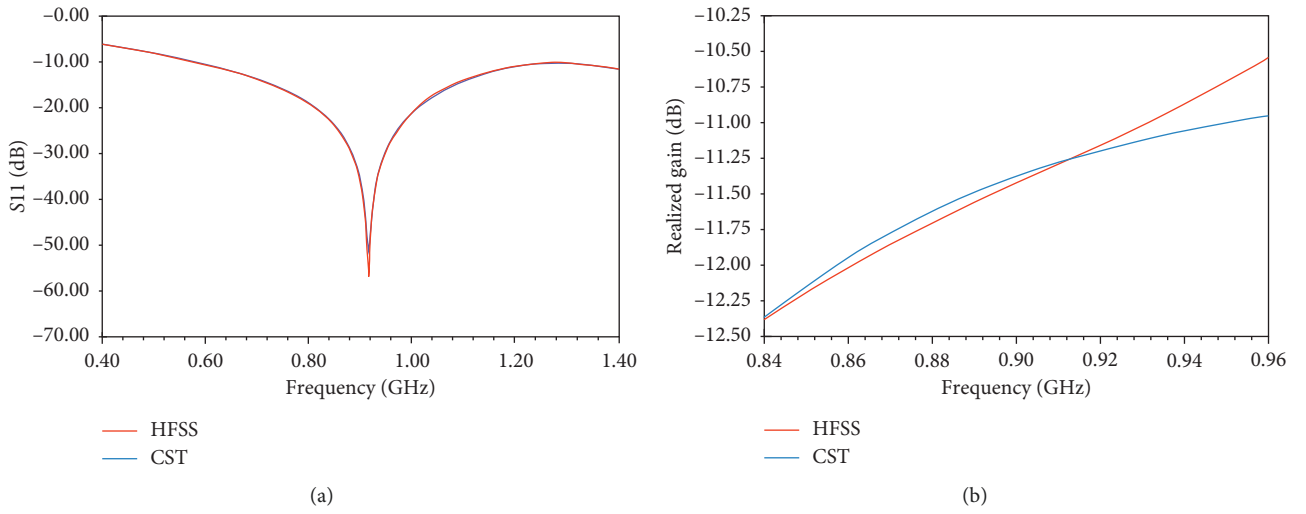 –0.00
–10.00
–20.00
–30.00
–40.00
–50.00
–60.00
–70.00
S11 (dB)
0.40 0.60 0.80 1.00 1.20 1.40
Frequency (GHz)
HFSS
CST
(a)
–10.25
–10.50
–10.75
–11.00
–11.25
–11.50
–11.75
–12.00
–12.25
–12.50
Realized gain (dB)
0.84 0.86 0.88 0.90 0.92 0.94 0.96
Frequency (GHz)
HFSS
CST
(b)